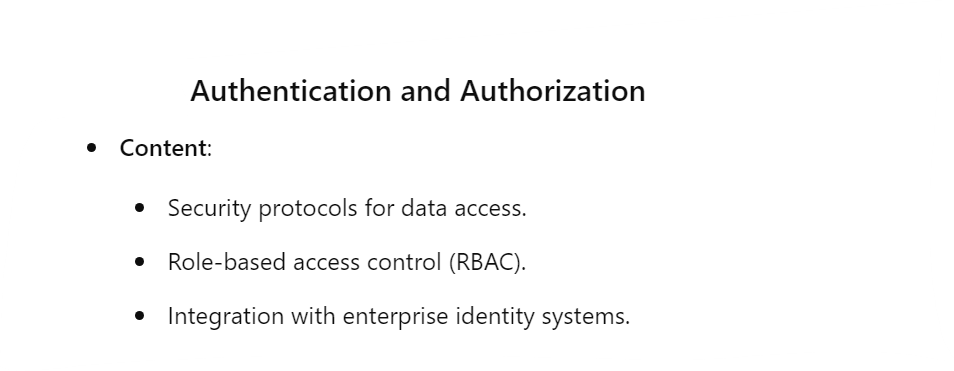 Authentication and Authorization
• Content:
• Security protocols for data access.
• Role-based access control (RBAC).
• Integration with enterprise identity systems.